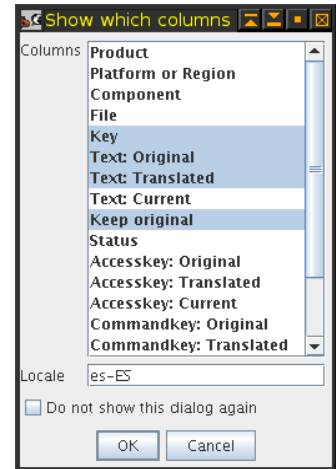 Show which columns
Columns
Product
Platform or Region
Component
File
Key
Text: Original
Text: Translated
Text: Current
Keep original
Status
Accesskey: Original
Accesskey: Translated
Accesskey: Current
Commandkey: Original
Commandkey: Translated
Locale es-ES
Do not show this dialog again
OK Cancel